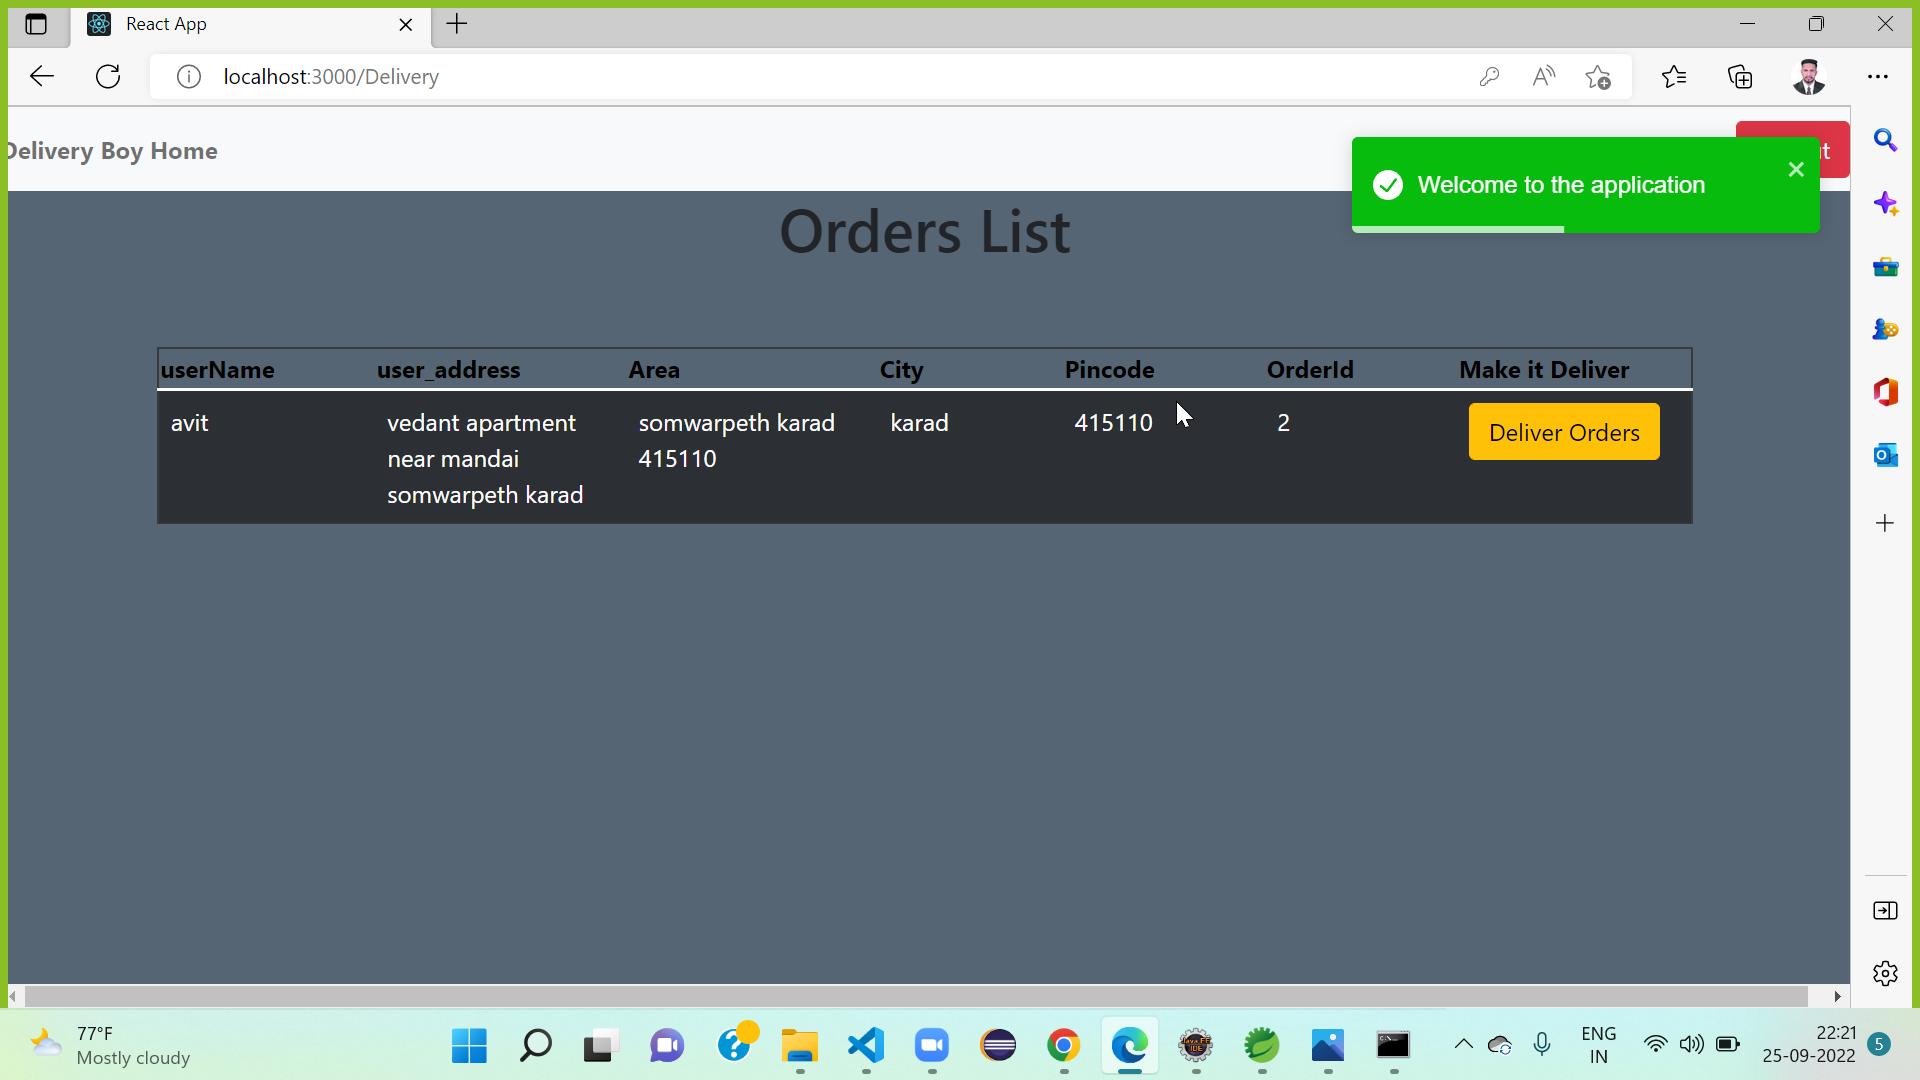 React App
localhost:3000/Delivery
Delivery Boy Home
Welcome to the application
Orders List
userName user_address Area City Pincode OrderId Make it Deliver
avit vedant apartment somwarpeth karad karad 415110 2 Deliver Orders
near mandai 415110
somwarpeth karad
77°F
Mostly cloudy
ENG
IN
22:21
25-09-2022
5